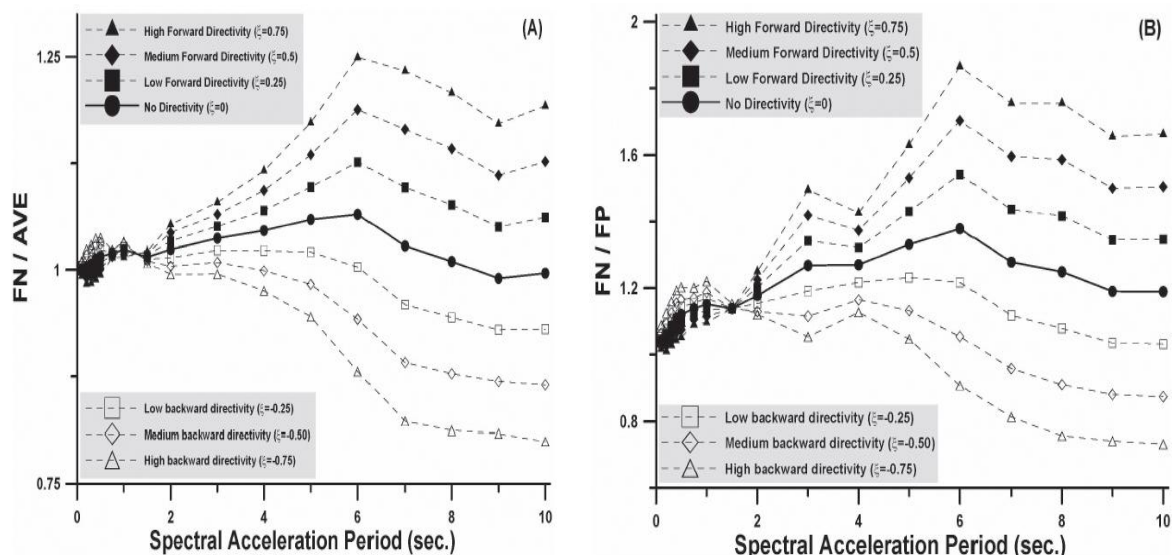 (A)
High Forward Directivity (ξ=0.75)
Medium Forward Directivity (ξ=0.5)
Low Forward Directivity (ξ=0.25)
No Directivity (ξ=0)
1.25
1
0.75
FN / AVE
Low backward directivity (ξ=-0.25)
Medium backward directivity (ξ=-0.50)
High backward directivity (ξ=-0.75)
0 2 4 6 8 10
Spectral Acceleration Period (sec.)
(B)
High Forward Directivity (ξ=0.75)
Medium Forward Directivity (ξ=0.5)
Low Forward Directivity (ξ=0.25)
No Directivity (ξ=0)
2
1.6
1.2
0.8
FN / FP
Low backward directivity (ξ=-0.25)
Medium backward directivity (ξ=-0.50)
High backward directivity (ξ=-0.75)
0 2 4 6 8 10
Spectral Acceleration Period (sec.)